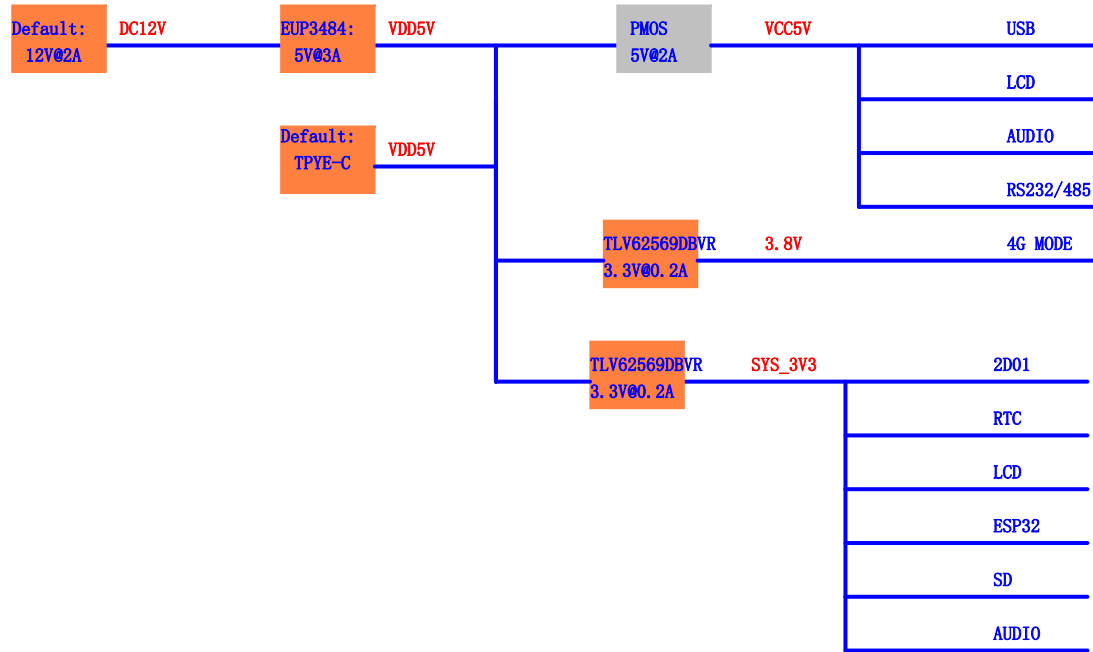 Default:
12V@2A
DC12V
EUP3484:
5V@3A
VDD5V
PMOS
5V@2A
VCC5V
USB
LCD
AUDIO
RS232/485
Default:
TPYE-C
VDD5V
TLV62569DBVR
3.3V@0.2A
3.8V
4G MODE
TLV62569DBVR
3.3V@0.2A
SYS_3V3
2D01
RTC
LCD
ESP32
SD
AUDIO